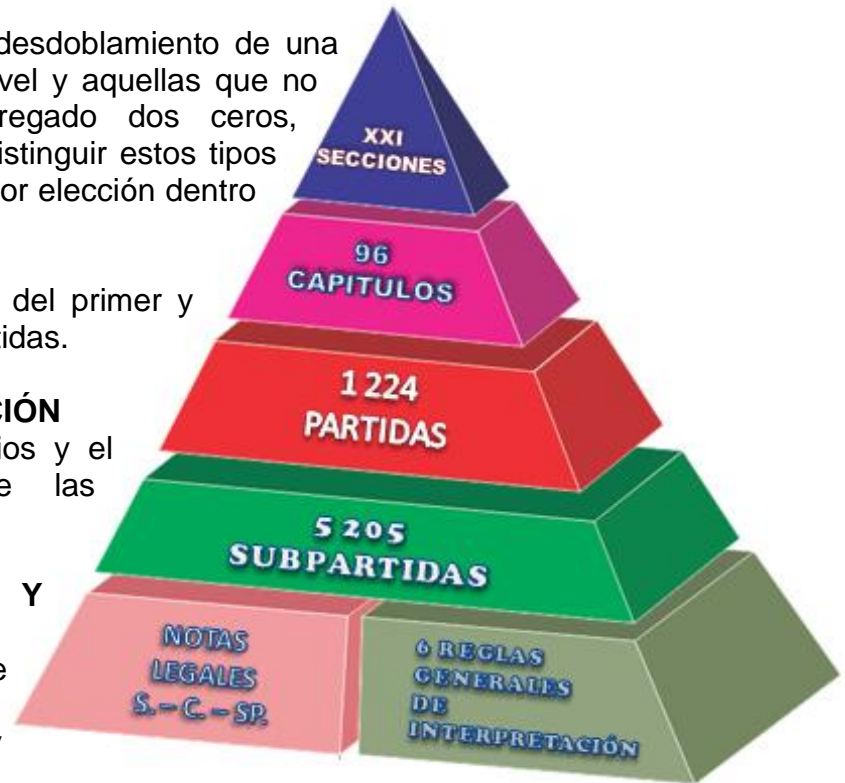 desdoblamiento de una
vel y aquellas que no
regado dos ceros,
istinguir estos tipos
or elección dentro
del primer y
tidas.
CIÓN
ios y el
e las
Y
e
XXI
SECCIONES
96
CAPITULOS
1 224
PARTIDAS
5 205
SUBPARTIDAS
NOTAS
LEGALES
S. – C. – SP.
6 REGLAS
GENERALES
DE
INTERPRETACIÓN